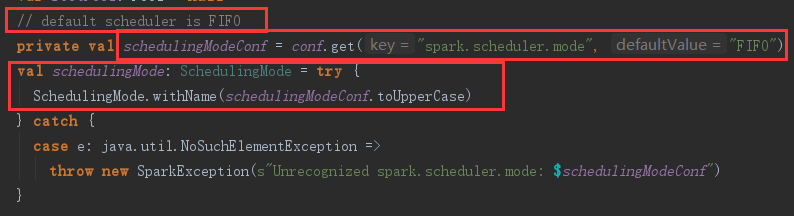 // default scheduler is FIFO
private val schedulingModeConf = conf.get( key = "spark.scheduler.mode", defaultValue = "FIFO")
val schedulingMode: SchedulingMode = try {
SchedulingMode.withName(schedulingModeConf.toUpperCase)
} catch {
case e: java.util.NoSuchElementException =>
throw new SparkException(s"Unrecognized spark.scheduler.mode: $schedulingModeConf")
}